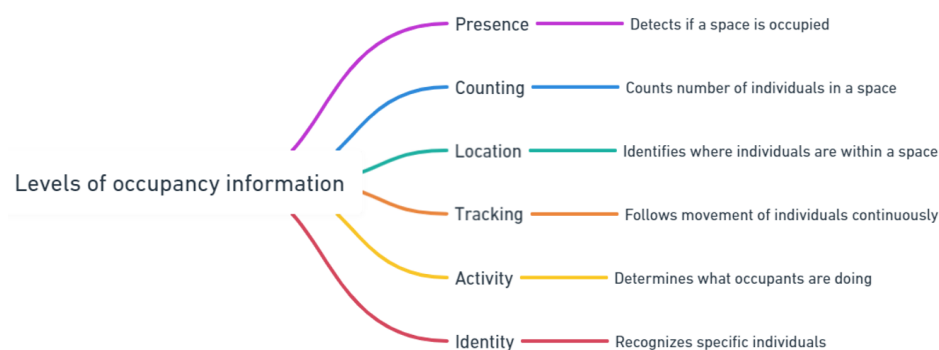 Levels of occupancy information
Presence
Detects if a space is occupied
Counting
Counts number of individuals in a space
Location
Identifies where individuals are within a space
Tracking
Follows movement of individuals continuously
Activity
Determines what occupants are doing
Identity
Recognizes specific individuals